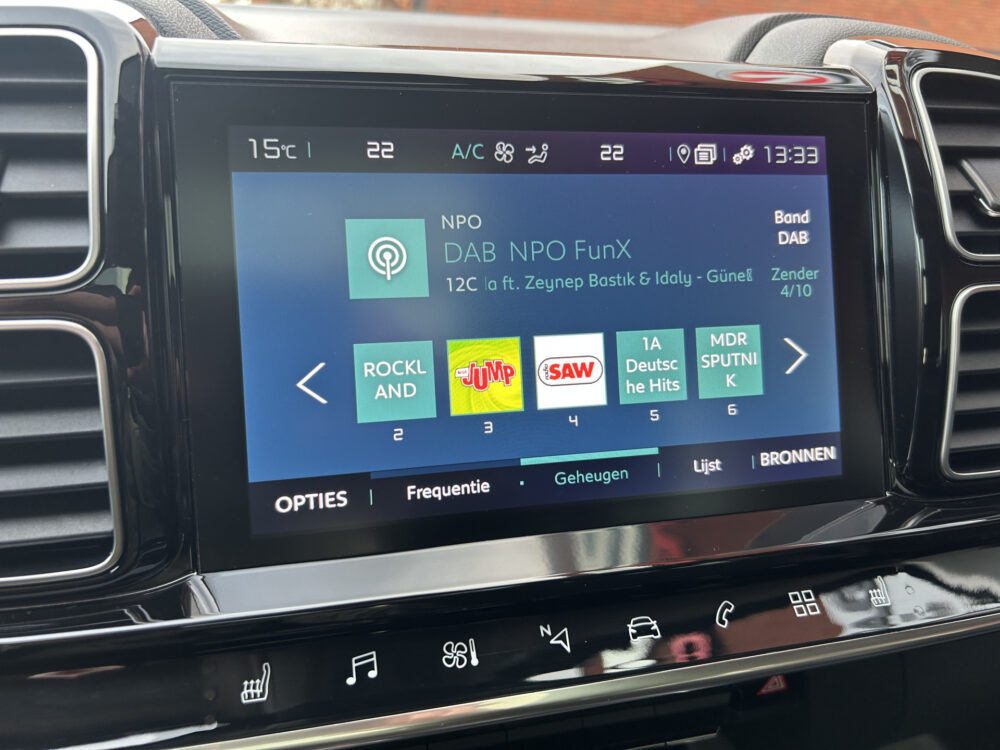 15°C 22 A/C 22 13:33
NPO
DAB NPO FunX
12C la ft. Zeynep Bastık & Idaly - Güneş
Band
DAB
Zender
4/10
ROCKL
AND
2
JUMP
3
SAW
4
1A
Deutsc
he Hits
5
MDR
SPUTNI
K
6
OPTIES Frequentie Geheugen Lijst BRONNEN
N